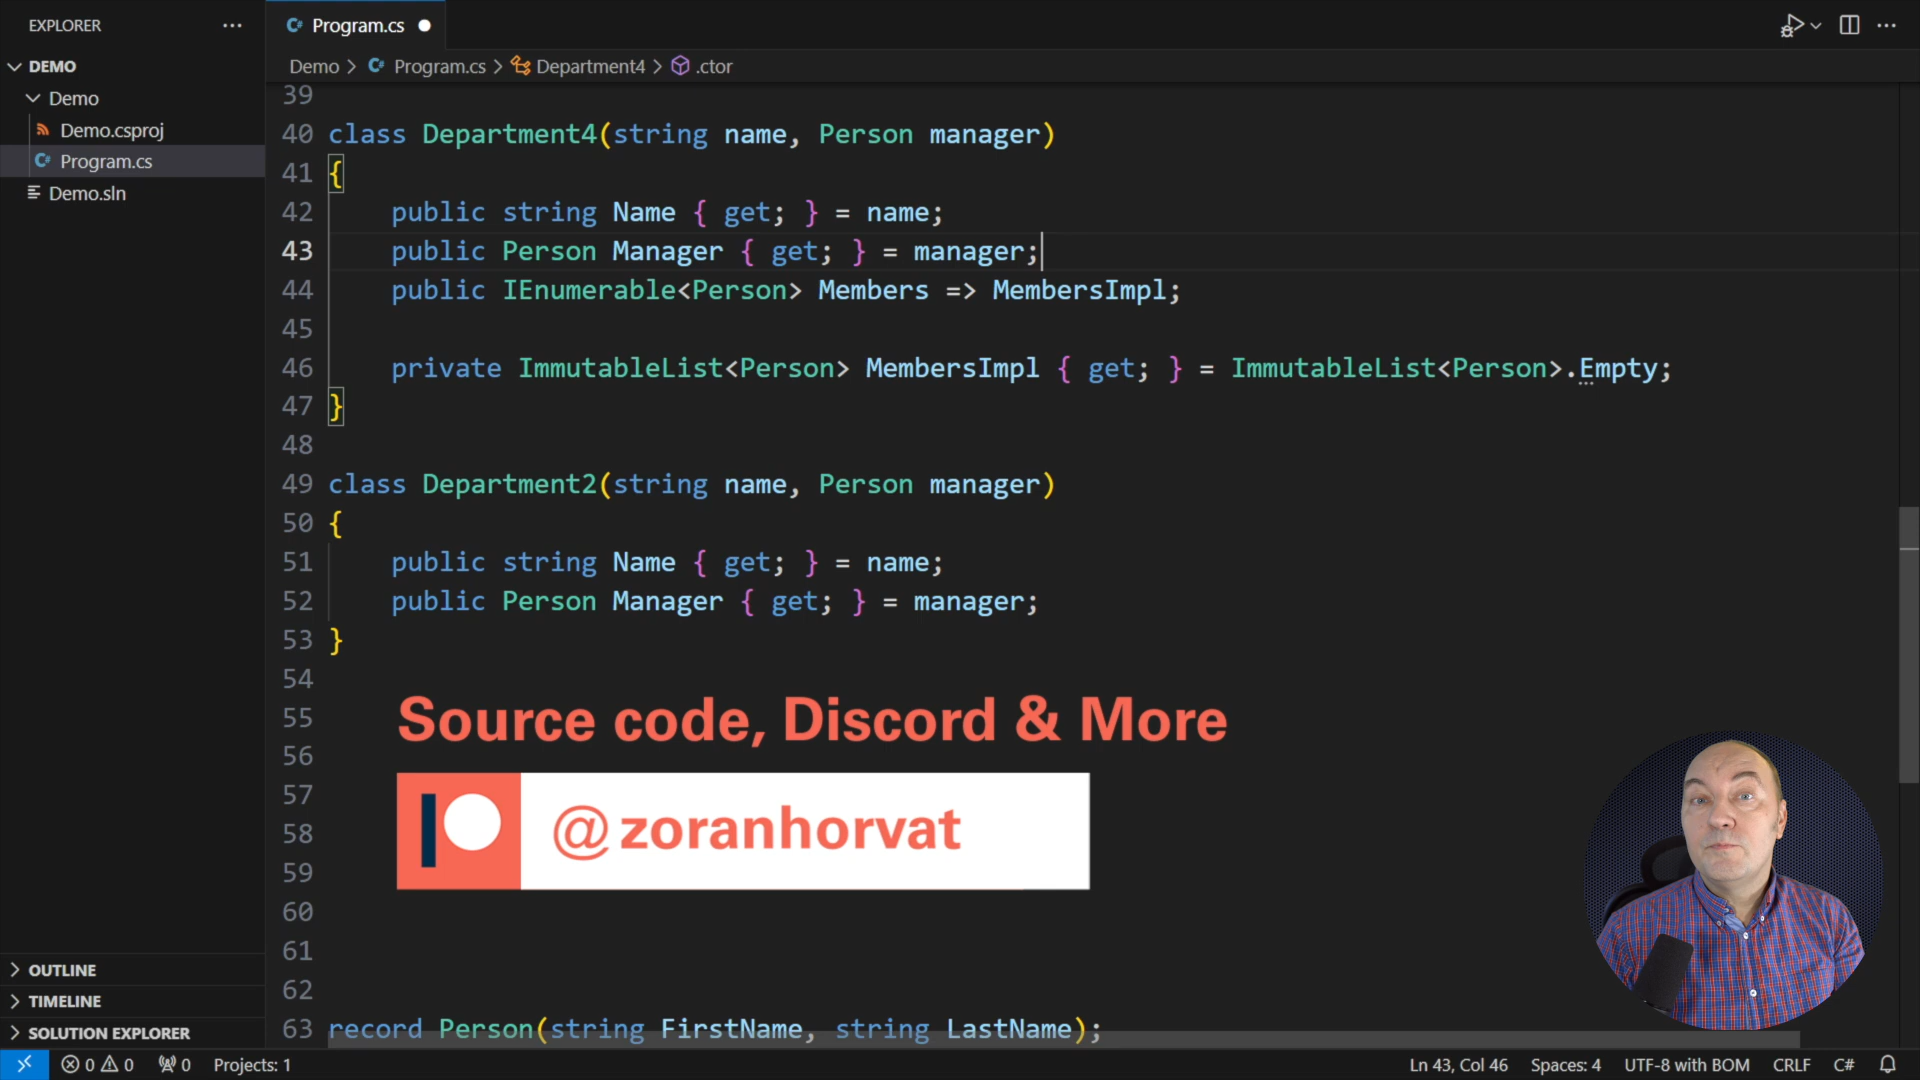 EXPLORER
DEMO
Demo
Demo.csproj
Program.cs
Demo.sln
OUTLINE
TIMELINE
SOLUTION EXPLORER
Program.cs
Demo > Program.cs > Department4 > .ctor
39
40 class Department4(string name, Person manager)
41 {
42 public string Name { get; } = name;
43 public Person Manager { get; } = manager;
44 public IEnumerable<Person> Members => MembersImpl;
45
46 private ImmutableList<Person> MembersImpl { get; } = ImmutableList<Person>.Empty;
47 }
48
49 class Department2(string name, Person manager)
50 {
51 public string Name { get; } = name;
52 public Person Manager { get; } = manager;
53 }
54
55
56
57
58
59
60
61
62
63 record Person(string FirstName, string LastName);
Source code, Discord & More
@zoranhorvat
0 0 0 Projects: 1 Ln 43, Col 46 Spaces: 4 UTF-8 with BOM CRLF C#